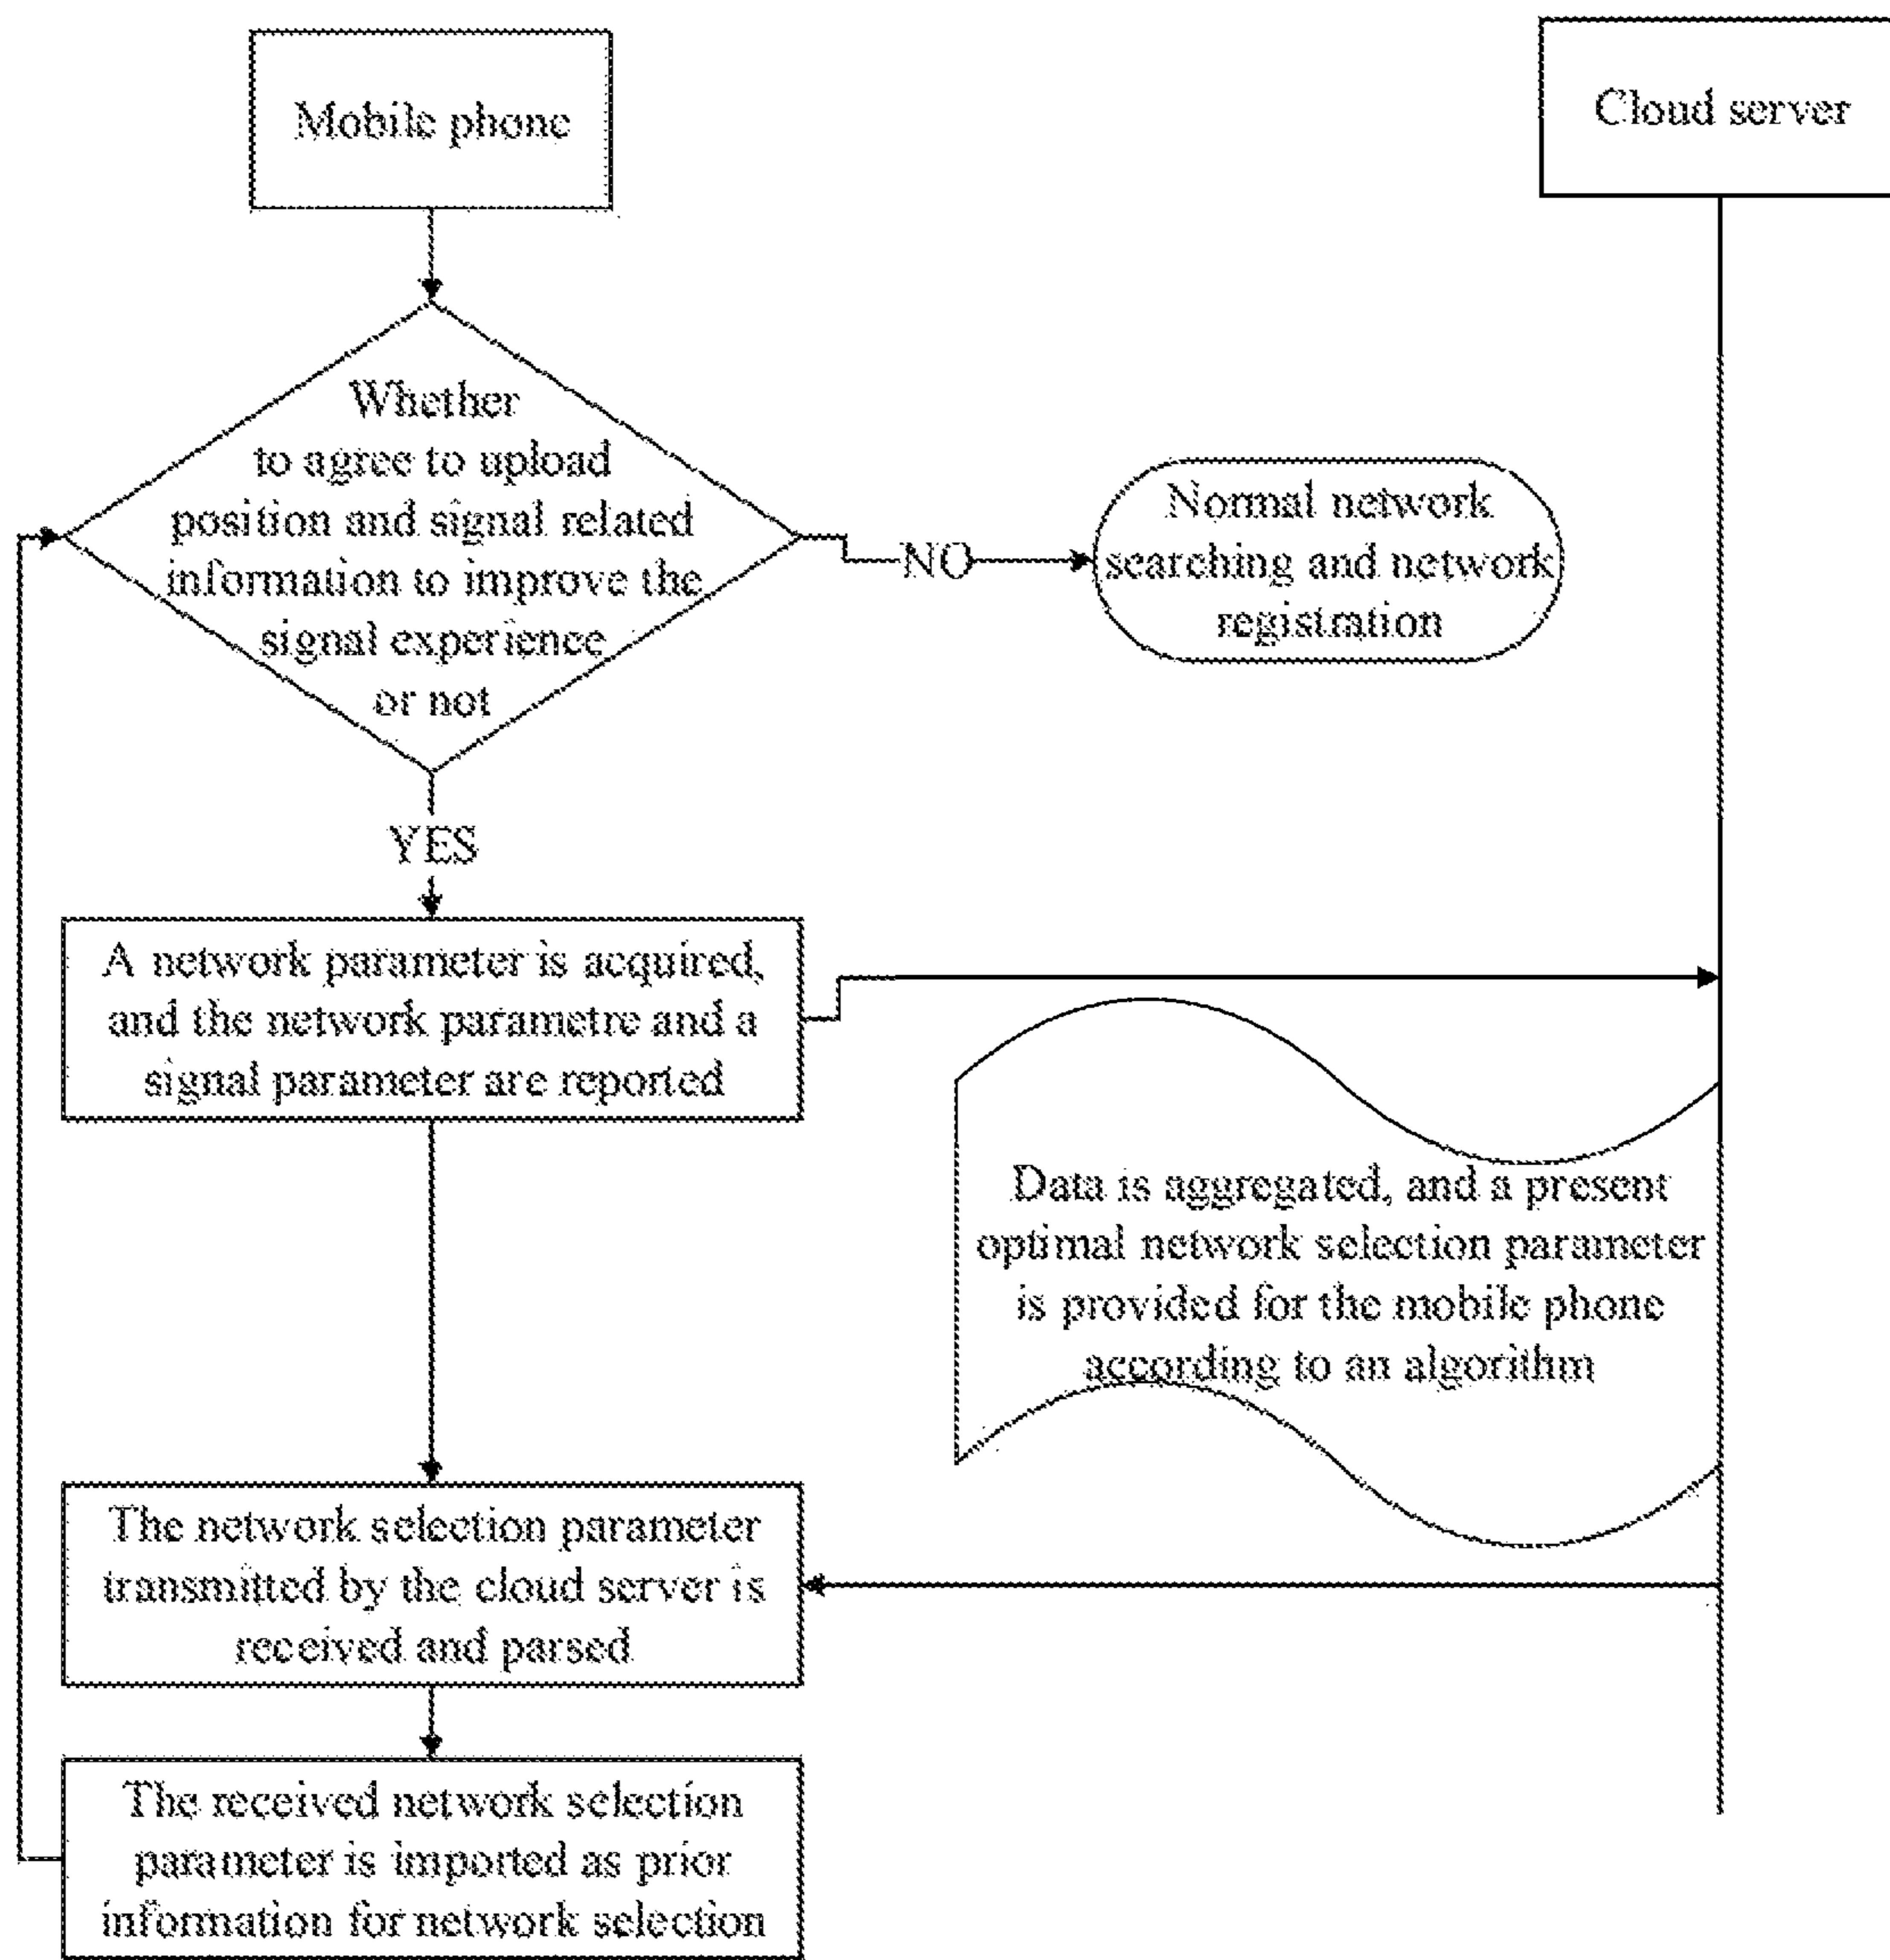 Mobile phone
Cloud server
Whether
to agree to upload
position and signal related
information to improve the
signal experience
or not
NO
Normal network
searching and network
registration
YES
A network parameter is acquired,
and the network parametre and a
signal parameter are reported
Data is aggregated, and a present
optimal network selection parameter
is provided for the mobile phone
according to an algorithm
The network selection parameter
transmitted by the cloud server is
received and parsed
The received network selection
parameter is imported as prior
information for network selection